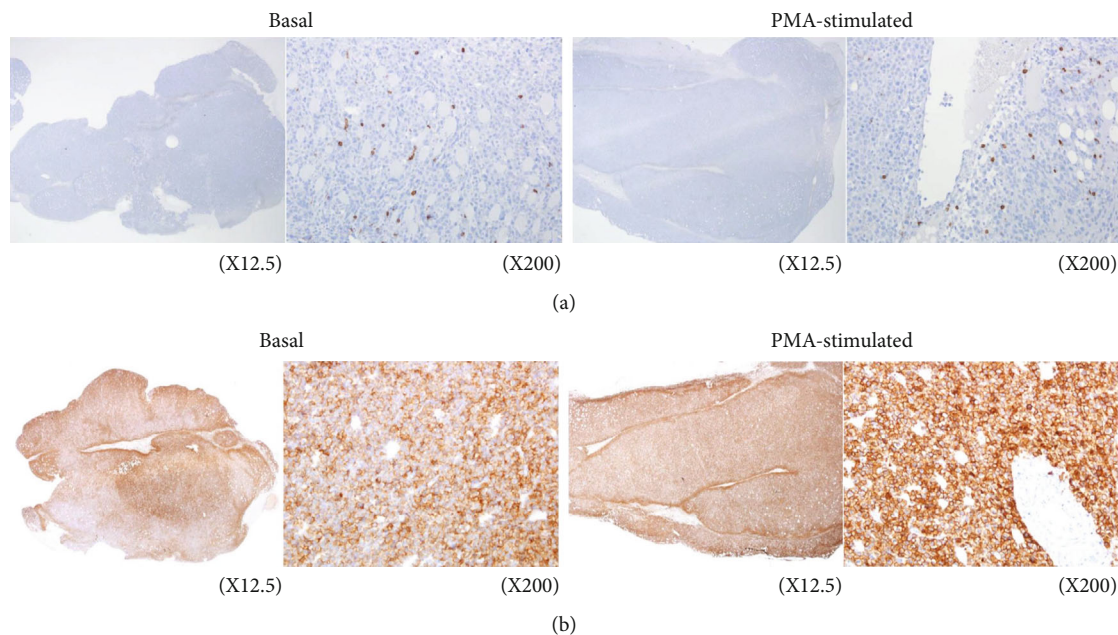 Basal PMA-stimulated
(X12.5) (X200) (X12.5) (X200)
(a)
Basal PMA-stimulated
(X12.5) (X200) (X12.5) (X200)
(b)